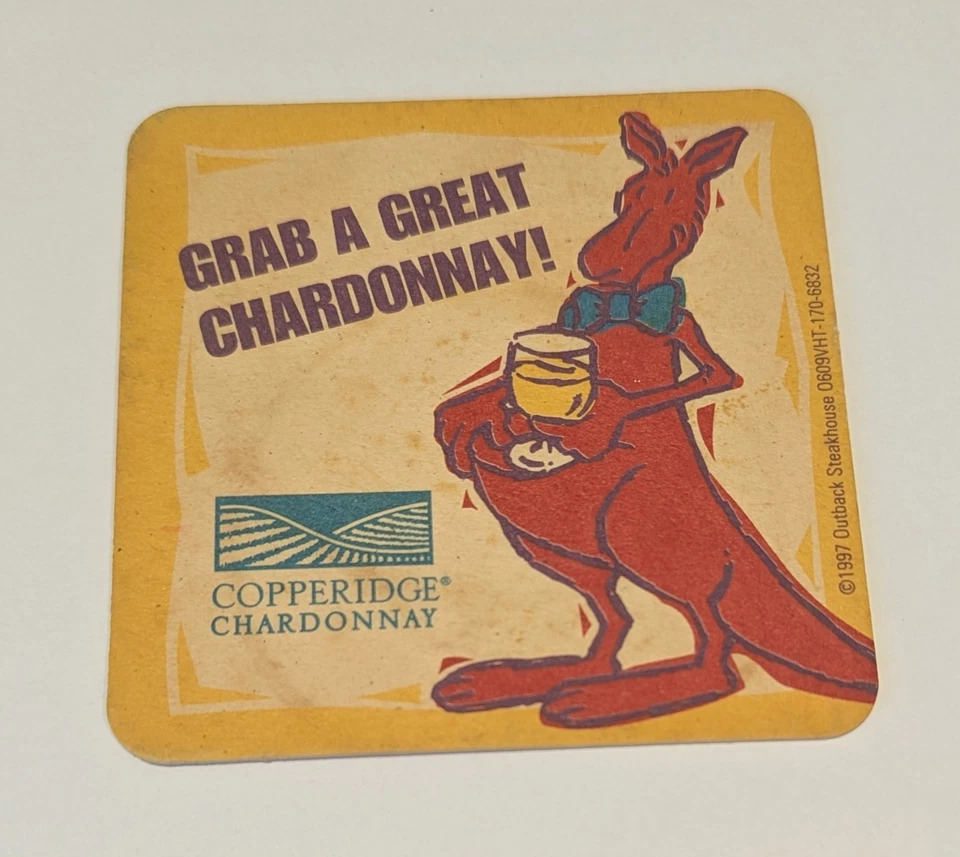 GRAB A GREAT
CHARDONNAY!
COPPERIDGE®
CHARDONNAY
©1997 Outback Steakhouse 0609VHT-170-6832